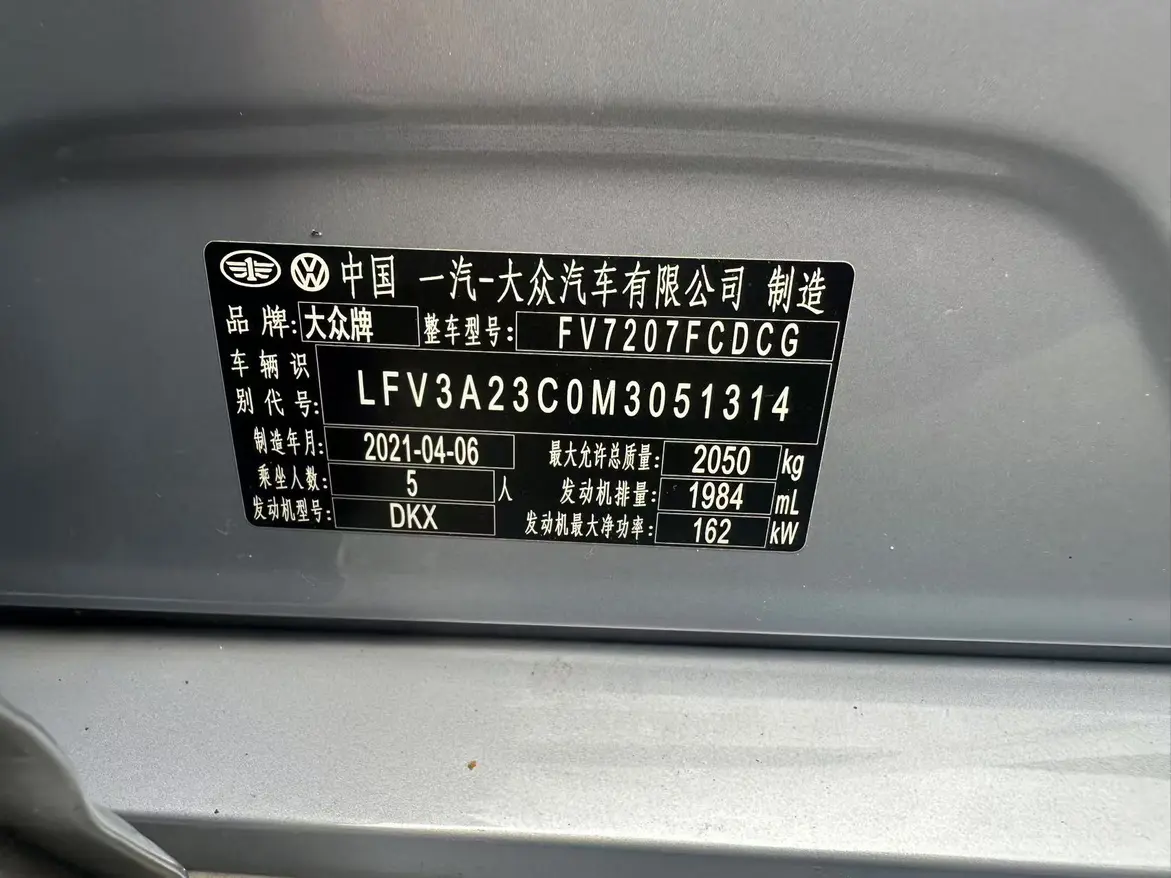 中国 一汽-大众汽车有限公司 制造
品牌: 大众牌 整车型号: FV7207FCDCG
车辆识别代号: LFV3A23C0M3051314
制造年月: 2021-04-06 最大允许总质量: 2050 kg
乘坐人数: 5 人 发动机排量: 1984 mL
发动机型号: DKX 发动机最大净功率: 162 kW